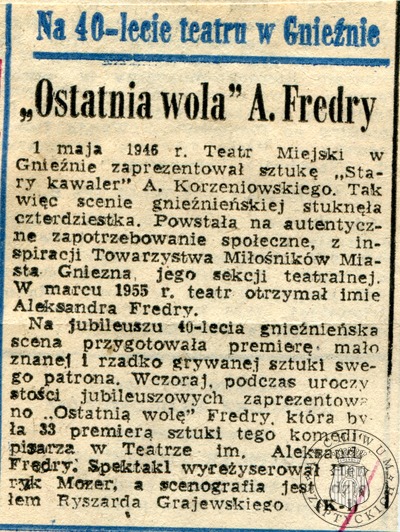 Na 40-lecie teatru w Gnieźnie
„Ostatnia wola” A. Fredry
1 maja 1946 r. Teatr Miejski w
Gnieźnie zaprezentował sztukę „Sta-
ry kawaler” A. Korzeniowskiego. Tak
więc scenie gnieźnieńskiej stuknęła
czterdziestka. Powstała na autentycz-
ne zapotrzebowanie społeczne, z in-
spiracji Towarzystwa Miłośników Mia-
sta Gniezna, jego sekcji teatralnej.
W marcu 1955 r. teatr otrzymał imię
Aleksandra Fredry.
Na jubileuszu 40-lecia gnieźnieńska
scena przygotowała premierę mało
znanej i rzadko grywanej sztuki swe-
go patrona. Wczoraj, podczas uroczy
stości jubileuszowych zaprezentowa
no „Ostatnią wolę” Fredry, która by
ła 33 premierą sztuki tego komedi
pisarza w Teatrze im. Aleksand
Fredry. Spektakl wyreżyserował He
ryk Mozer, a scenografia jest
łem Ryszarda Grajewskiego (K-)